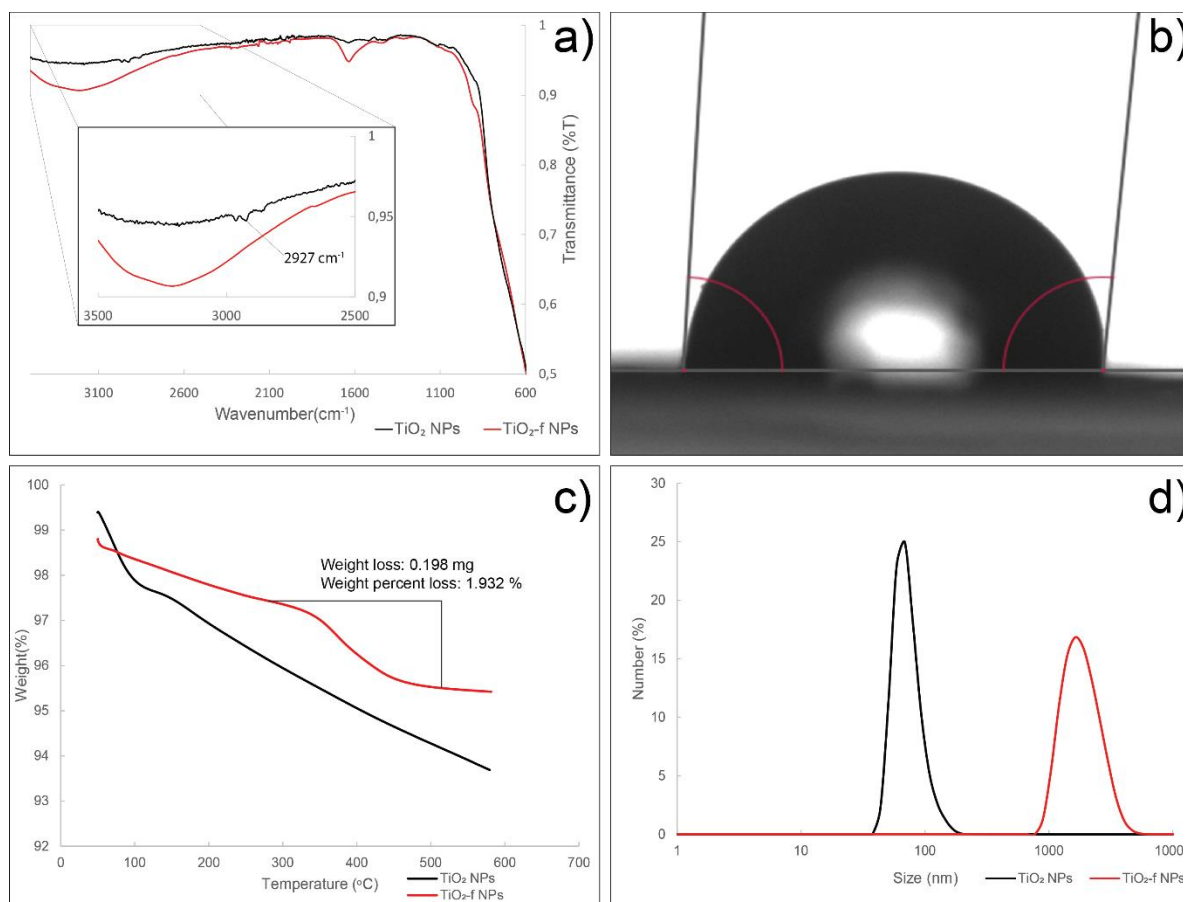 a)
1
0,9
0,8
0,7
0,6
0,5
Transmittance (%T)
1
0,95
0,9
2927 cm⁻¹
3500 3000 2500
3100 2600 2100 1600 1100 600
Wavenumber(cm⁻¹)
TiO₂ NPs TiO₂-f NPs
b)
c)
100
99
98
97
96
95
94
93
92
Weight(%)
Weight loss: 0.198 mg
Weight percent loss: 1.932 %
0 100 200 300 400 500 600 700
Temperature (ºC)
TiO₂ NPs
TiO₂-f NPs
d)
30
25
20
15
10
5
0
Number (%)
1 10 100 1000 1000
Size (nm)
TiO₂ NPs TiO₂-f NPs